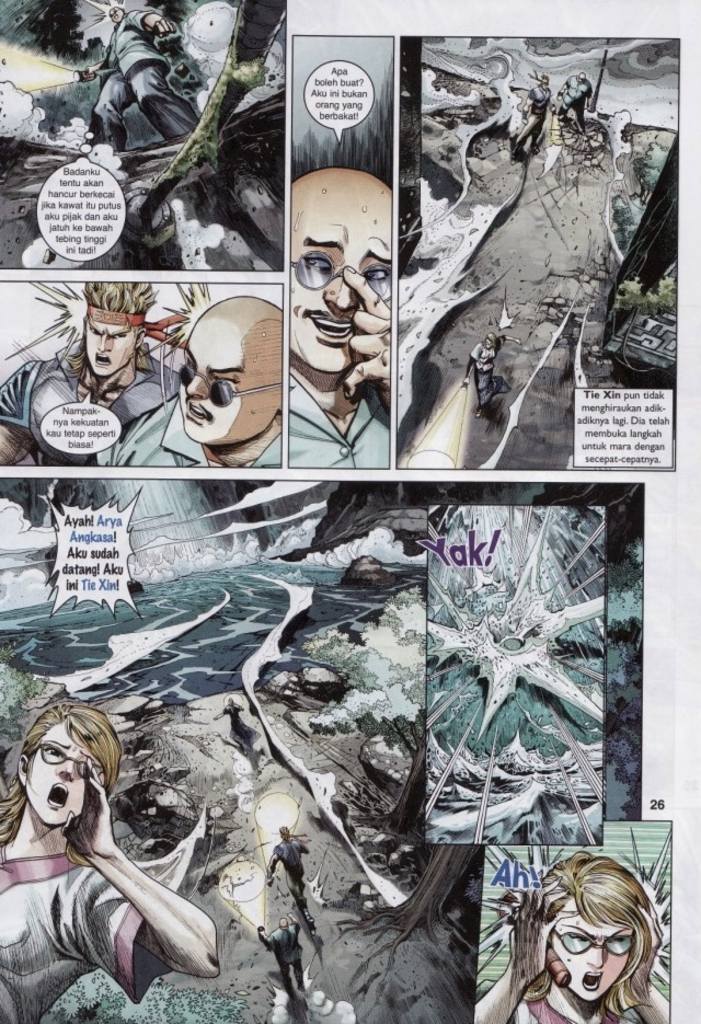 Badanku
tentu akan
hancur berkecai
jika kawat itu putus
aku pijak dan aku
jatuh ke bawah
tebing tinggi
ini tadi!
Apa
boleh buat?
Aku ini bukan
orang yang
berbakat!
Nampak-
nya kekuatan
kau tetap seperti
biasa!
Tie Xin pun tidak
menghiraukan adik-
adiknya lagi. Dia telah
membuka langkah
untuk mara dengan
secepat-cepatnya.
Ayah! Arya
Angkasa!
Aku sudah
datang! Aku
ini Tie Xin!
Yak!
26
Ah!